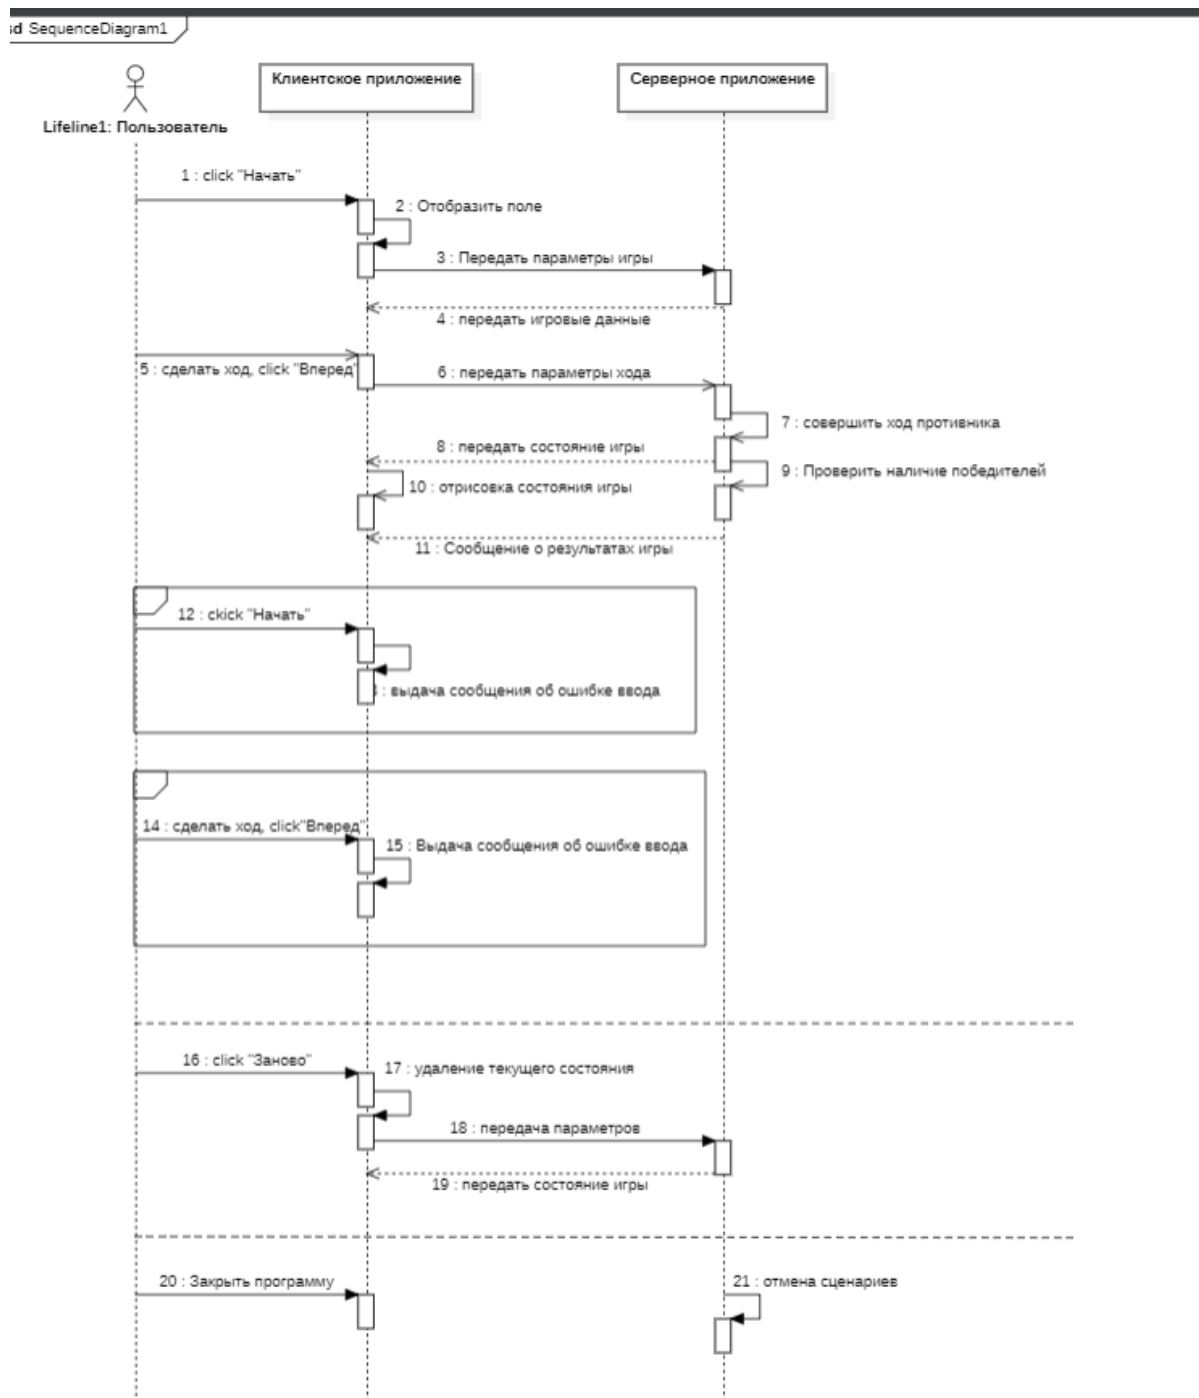 sd SequenceDiagram1
Клиентское приложение
Серверное приложение
Lifeline1: Пользователь
1 : click "Начать"
2 : Отобразить поле
3 : Передать параметры игры
4 : передать игровые данные
5 : сделать ход, click "Вперед"
6 : передать параметры хода
7 : совершить ход противника
8 : передать состояние игры
9 : Проверить наличие победителей
10 : отрисовка состояния игры
11 : Сообщение о результатах игры
12 : ckick "Начать"
: выдача сообщения об ошибке ввода
14 : сделать ход, click"Вперед"
15 : Выдача сообщения об ошибке ввода
16 : click "Заново"
17 : удаление текущего состояния
18 : передача параметров
19 : передать состояние игры
20 : Закрыть программу
21 : отмена сценариев